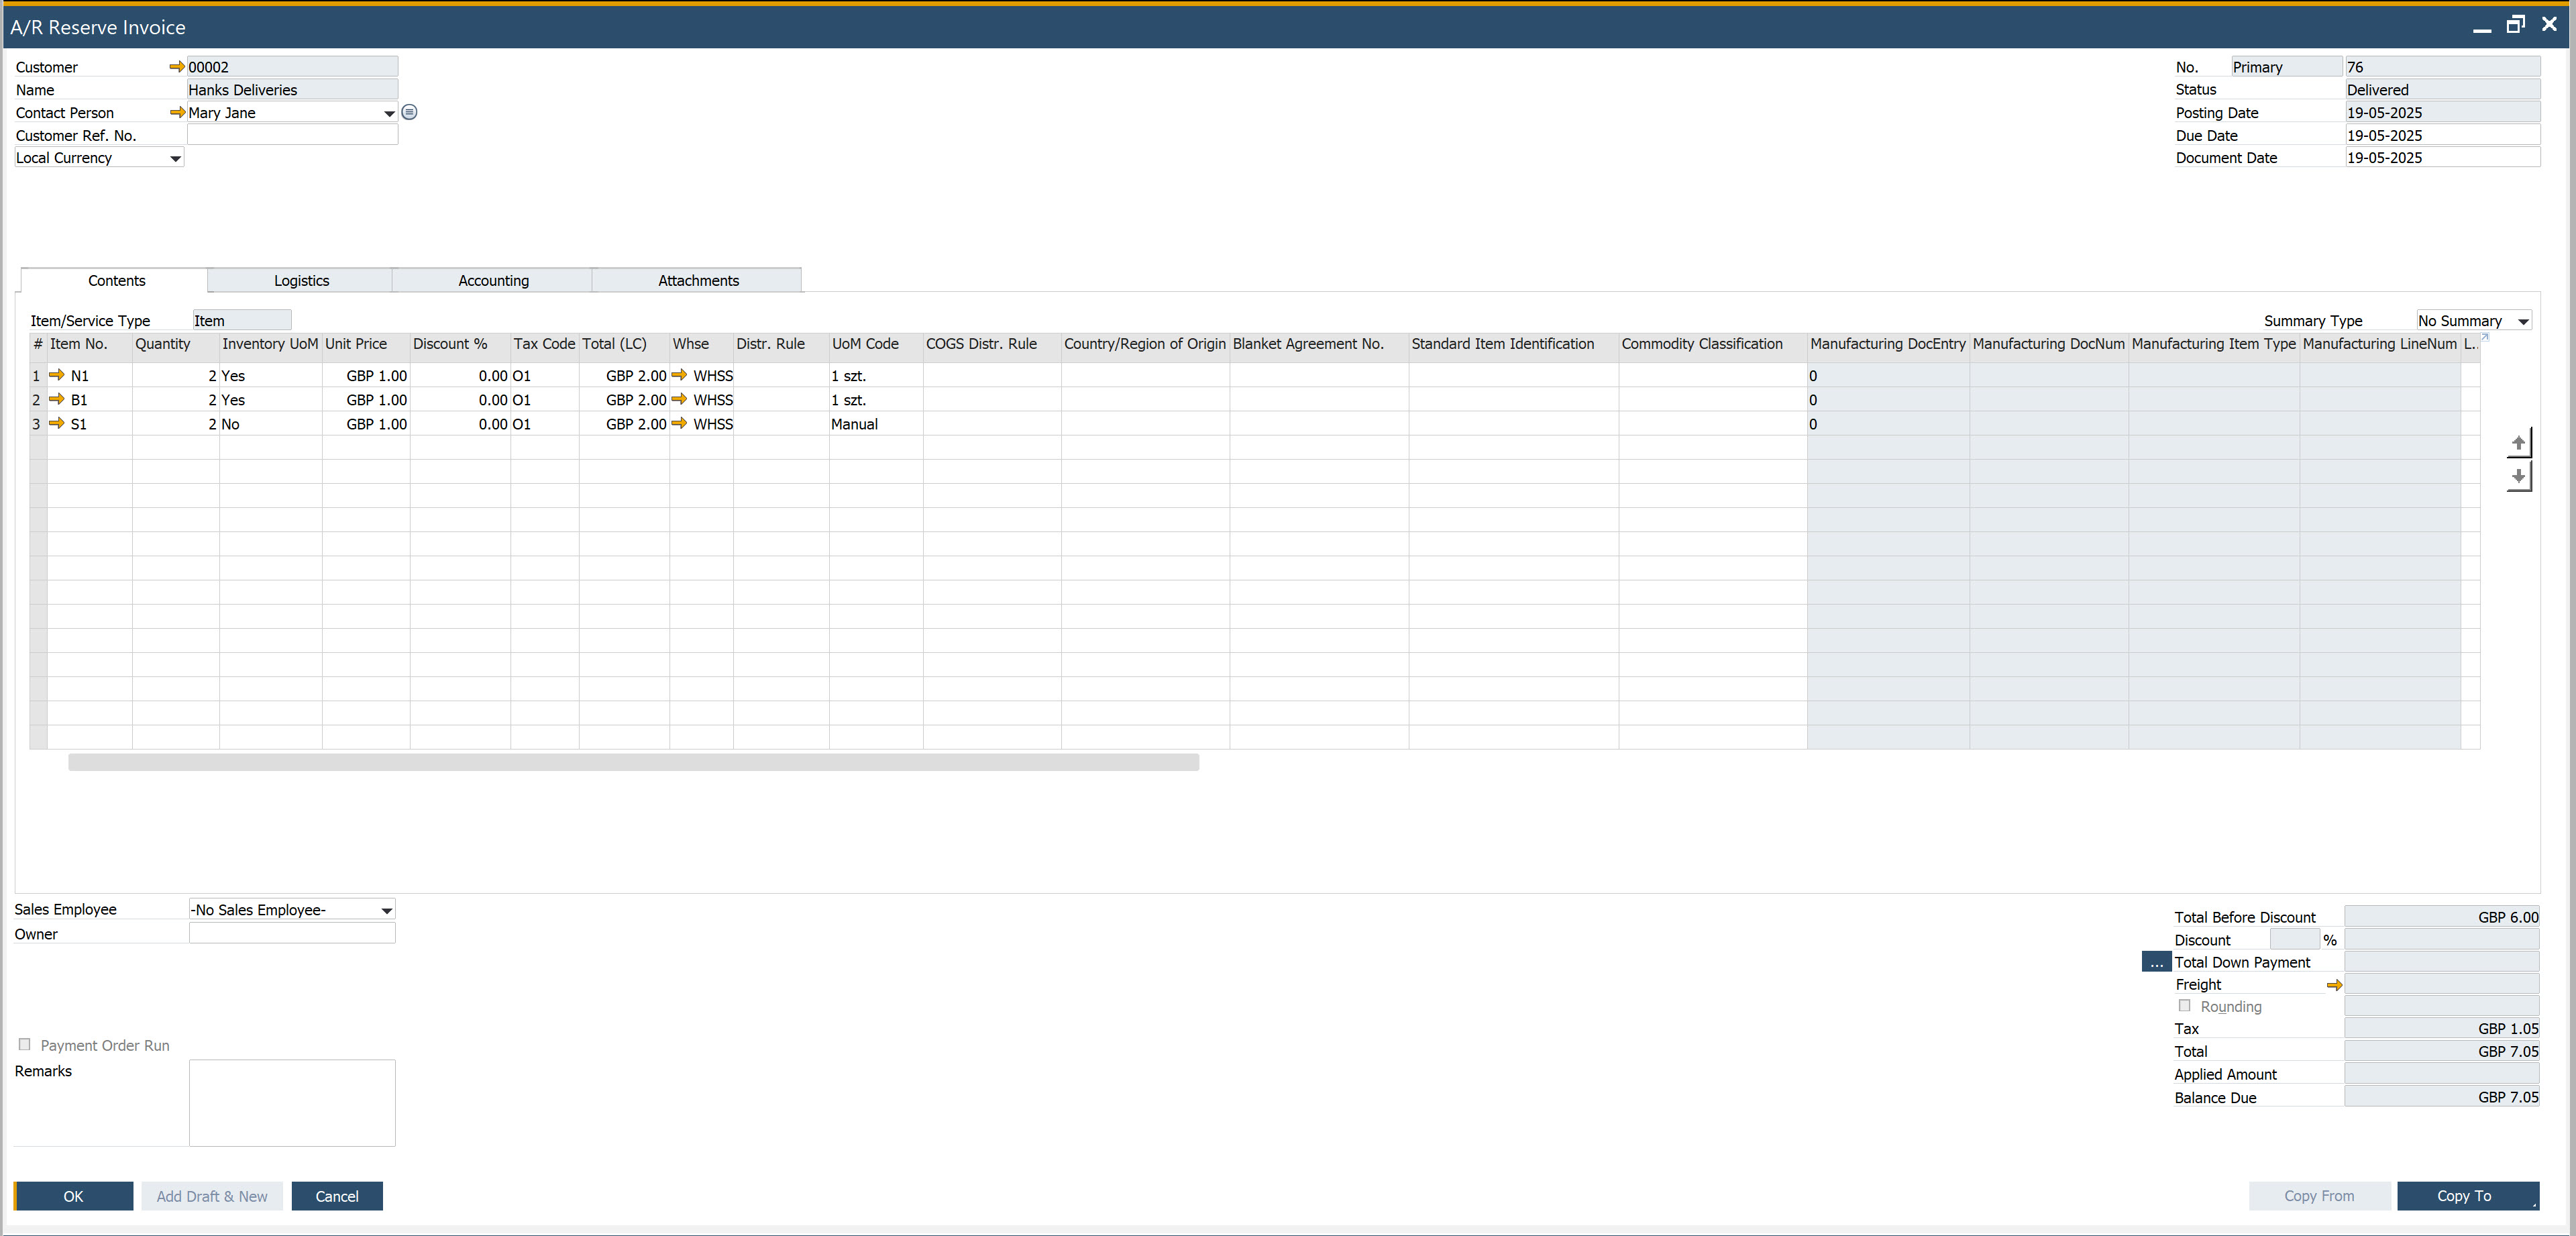 A/R Reserve Invoice
Customer 00002
Name Hanks Deliveries
Contact Person Mary Jane
Customer Ref. No.
Local Currency
No. Primary 76
Status Delivered
Posting Date 19-05-2025
Due Date 19-05-2025
Document Date 19-05-2025
Contents Logistics Accounting Attachments
Item/Service Type Item Summary Type No Summary
# Item No. Quantity Inventory UoM Unit Price Discount % Tax Code Total (LC) Whse Distr. Rule UoM Code COGS Distr. Rule Country/Region of Origin Blanket Agreement No. Standard Item Identification Commodity Classification Manufacturing DocEntry Manufacturing DocNum Manufacturing Item Type Manufacturing LineNum L..
1 N1 2 Yes GBP 1.00 0.00 O1 GBP 2.00 WHSS 1 szt. 0
2 B1 2 Yes GBP 1.00 0.00 O1 GBP 2.00 WHSS 1 szt. 0
3 S1 2 No GBP 1.00 0.00 O1 GBP 2.00 WHSS Manual 0
Sales Employee -No Sales Employee-
Owner
Payment Order Run
Remarks
Total Before Discount GBP 6.00
Discount %
... Total Down Payment
Freight
Rounding
Tax GBP 1.05
Total GBP 7.05
Applied Amount
Balance Due GBP 7.05
OK Add Draft & New Cancel Copy From Copy To